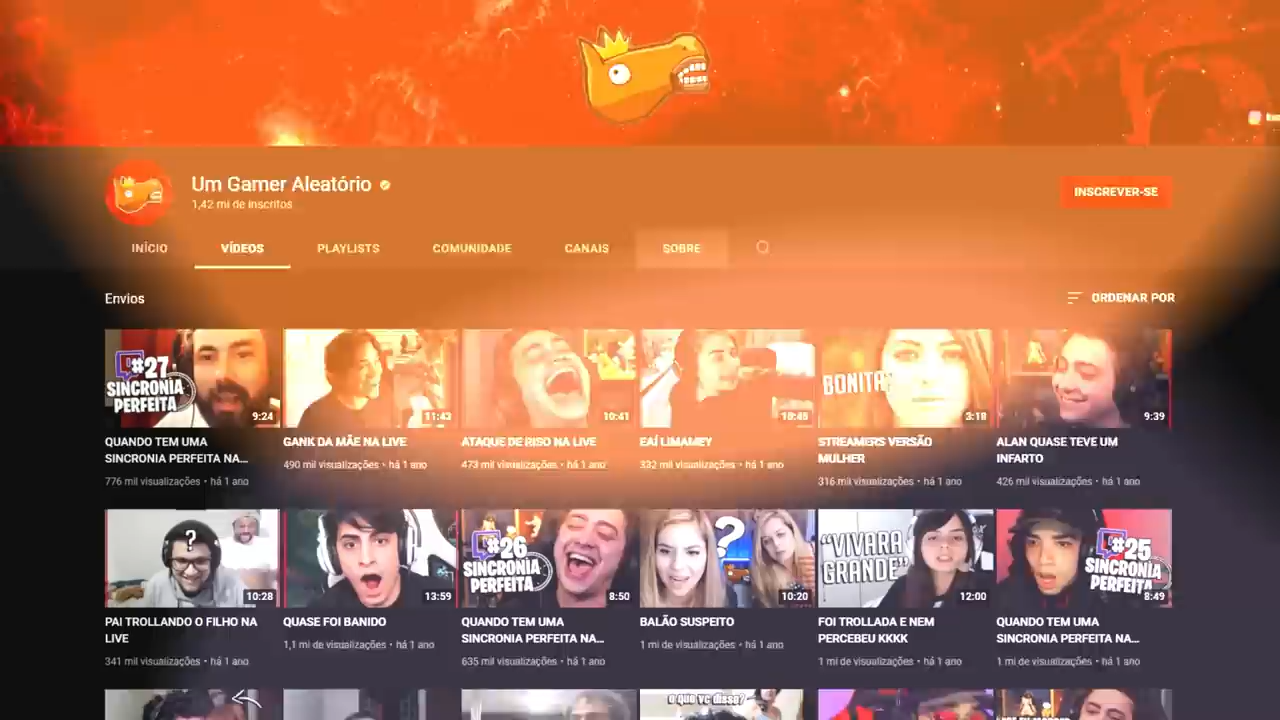 Um Gamer Aleatório
1,42 mi de inscritos
INSCREVER-SE
INÍCIO
VÍDEOS
PLAYLISTS
COMUNIDADE
CANAIS
SOBRE
Envios
ORDENAR POR
#27
SINCRONIA
PERFEITA
9:24
11:43
10:41
BONITA
3:18
9:39
QUANDO TEM UMA
SINCRONIA PERFEITA NA...
776 mil visualizações • há 1 ano
GANK DA MÃE NA LIVE
490 mil visualizações • há 1 ano
ATAQUE DE RISO NA LIVE
473 mil visualizações • há 1 ano
EAÍ LIMAMEY
332 mil visualizações • há 1 ano
STREAMERS VERSÃO
MULHER
316 mil visualizações • há 1 ano
ALAN QUASE TEVE UM
INFARTO
426 mil visualizações • há 1 ano
?
10:28
13:59
#26
SINCRONIA
PERFEITA
8:50
?
10:20
"VIVARA
GRANDE"
12:00
#25
SINCRONIA
PERFEITA
8:49
PAI TROLLANDO O FILHO NA
LIVE
341 mil visualizações • há 1 ano
QUASE FOI BANIDO
1,1 mi de visualizações • há 1 ano
QUANDO TEM UMA
SINCRONIA PERFEITA NA...
635 mil visualizações • há 1 ano
BALÃO SUSPEITO
1 mi de visualizações • há 1 ano
FOI TROLLADA E NEM
PERCEBEU KKKK
1 mi de visualizações • há 1 ano
QUANDO TEM UMA
SINCRONIA PERFEITA NA...
1 mi de visualizações • há 1 ano
o que vc disse?